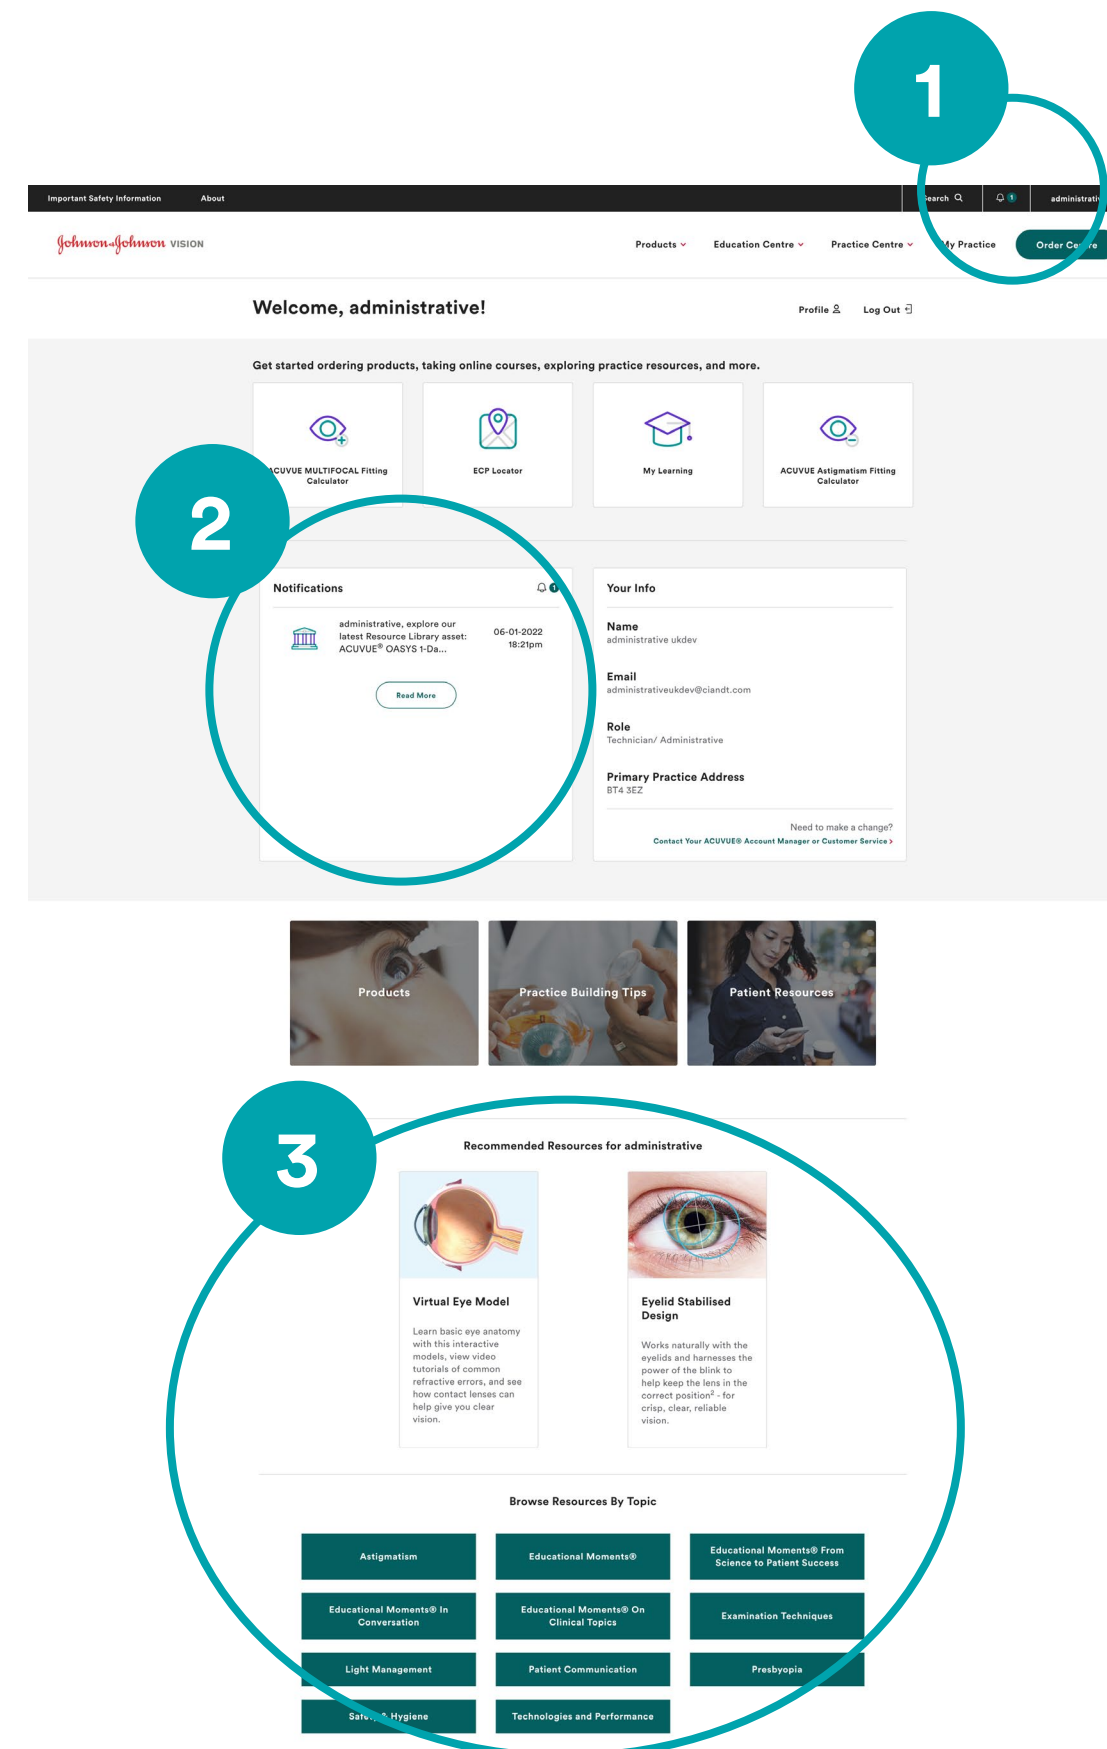 1
Important Safety Information About Search 1 administrativ
Johnson & Johnson VISION Products Education Centre Practice Centre My Practice Order Centre
Welcome, administrative! Profile Log Out
Get started ordering products, taking online courses, exploring practice resources, and more.
ACUVUE MULTIFOCAL Fitting
Calculator
ECP Locator
My Learning
ACUVUE Astigmatism Fitting
Calculator
2
Notifications 1
administrative, explore our
latest Resource Library asset:
ACUVUE® OASYS 1-Da...
06-01-2022
18:21pm
Read More
Your Info
Name
administrative ukdev
Email
administrativeukdev@ciandt.com
Role
Technician/ Administrative
Primary Practice Address
BT4 3EZ
Need to make a change?
Contact Your ACUVUE® Account Manager or Customer Service
Products
Practice Building Tips
Patient Resources
3
Recommended Resources for administrative
Virtual Eye Model
Learn basic eye anatomy
with this interactive
models, view video
tutorials of common
refractive errors, and see
how contact lenses can
help give you clear
vision.
Eyelid Stabilised
Design
Works naturally with the
eyelids and harnesses the
power of the blink to
help keep the lens in the
correct position² - for
crisp, clear, reliable
vision.
Browse Resources By Topic
Astigmatism
Educational Moments®
Educational Moments® From
Science to Patient Success
Educational Moments® In
Conversation
Educational Moments® On
Clinical Topics
Examination Techniques
Light Management
Patient Communication
Presbyopia
Safety & Hygiene
Technologies and Performance